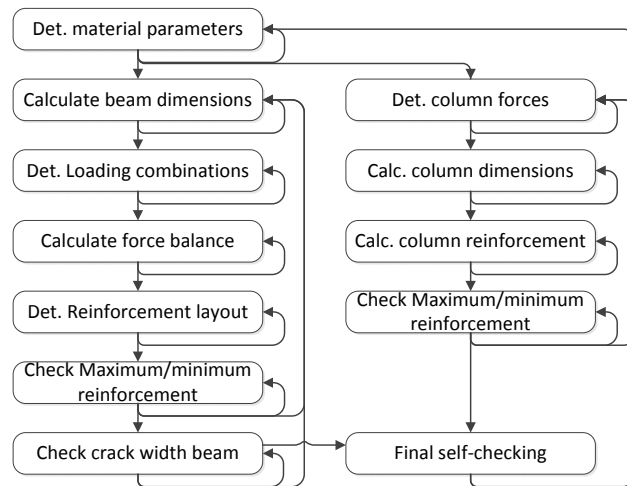 Det. material parameters
Calculate beam dimensions
Det. Loading combinations
Calculate force balance
Det. Reinforcement layout
Check Maximum/minimum
reinforcement
Check crack width beam
Det. column forces
Calc. column dimensions
Calc. column reinforcement
Check Maximum/minimum
reinforcement
Final self-checking